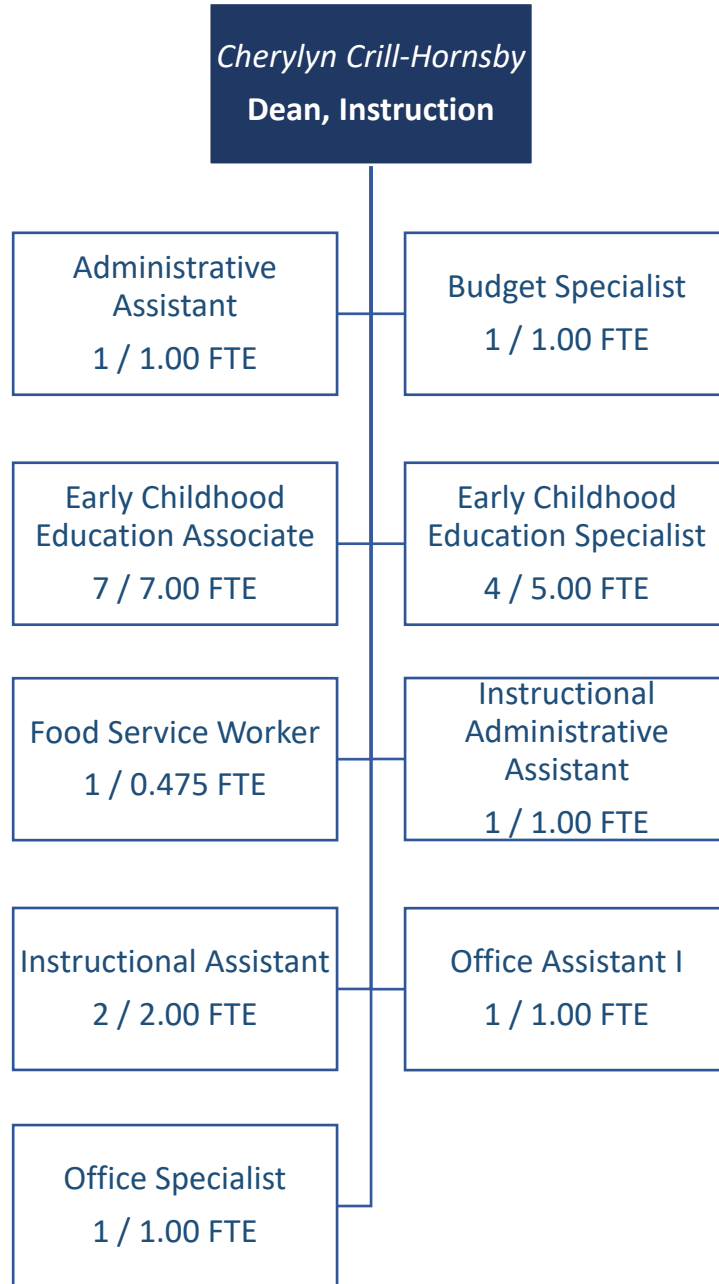 Cherylyn Crill-Hornsby
Dean, Instruction
Administrative
Assistant
1 / 1.00 FTE
Budget Specialist
1 / 1.00 FTE
Early Childhood
Education Associate
7 / 7.00 FTE
Early Childhood
Education Specialist
4 / 5.00 FTE
Food Service Worker
1 / 0.475 FTE
Instructional
Administrative
Assistant
1 / 1.00 FTE
Instructional Assistant
2 / 2.00 FTE
Office Assistant I
1 / 1.00 FTE
Office Specialist
1 / 1.00 FTE